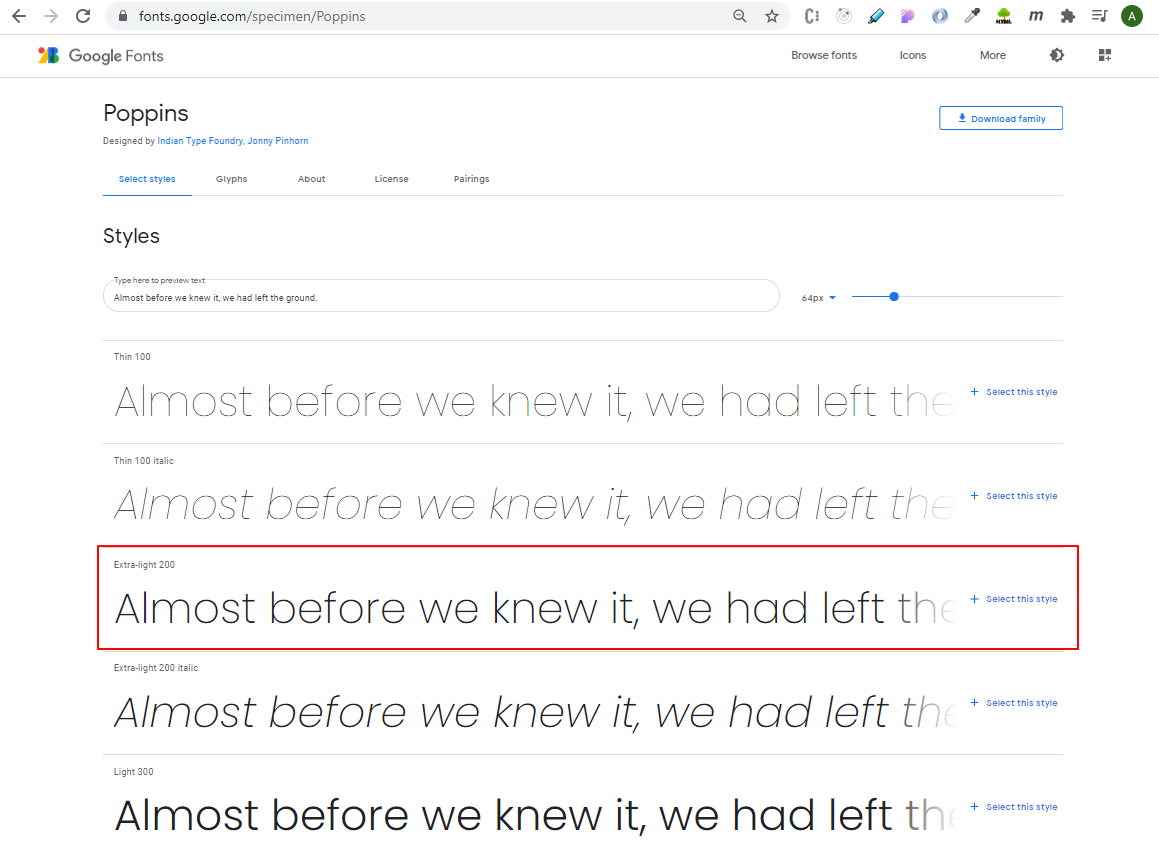 fonts.google.com/specimen/Poppins
HTML
m
A
Google Fonts
Browse fonts
Icons
More
Poppins
Download family
Designed by Indian Type Foundry, Jonny Pinhorn
Select styles
Glyphs
About
License
Pairings
Styles
Type here to preview text
Almost before we knew it, we had left the ground.
64px
Thin 100
Almost before we knew it, we had left the
+ Select this style
Thin 100 italic
Almost before we knew it, we had left the
+ Select this style
Extra-light 200
Almost before we knew it, we had left the
+ Select this style
Extra-light 200 italic
Almost before we knew it, we had left the
+ Select this style
Light 300
Almost before we knew it, we had left the
+ Select this style